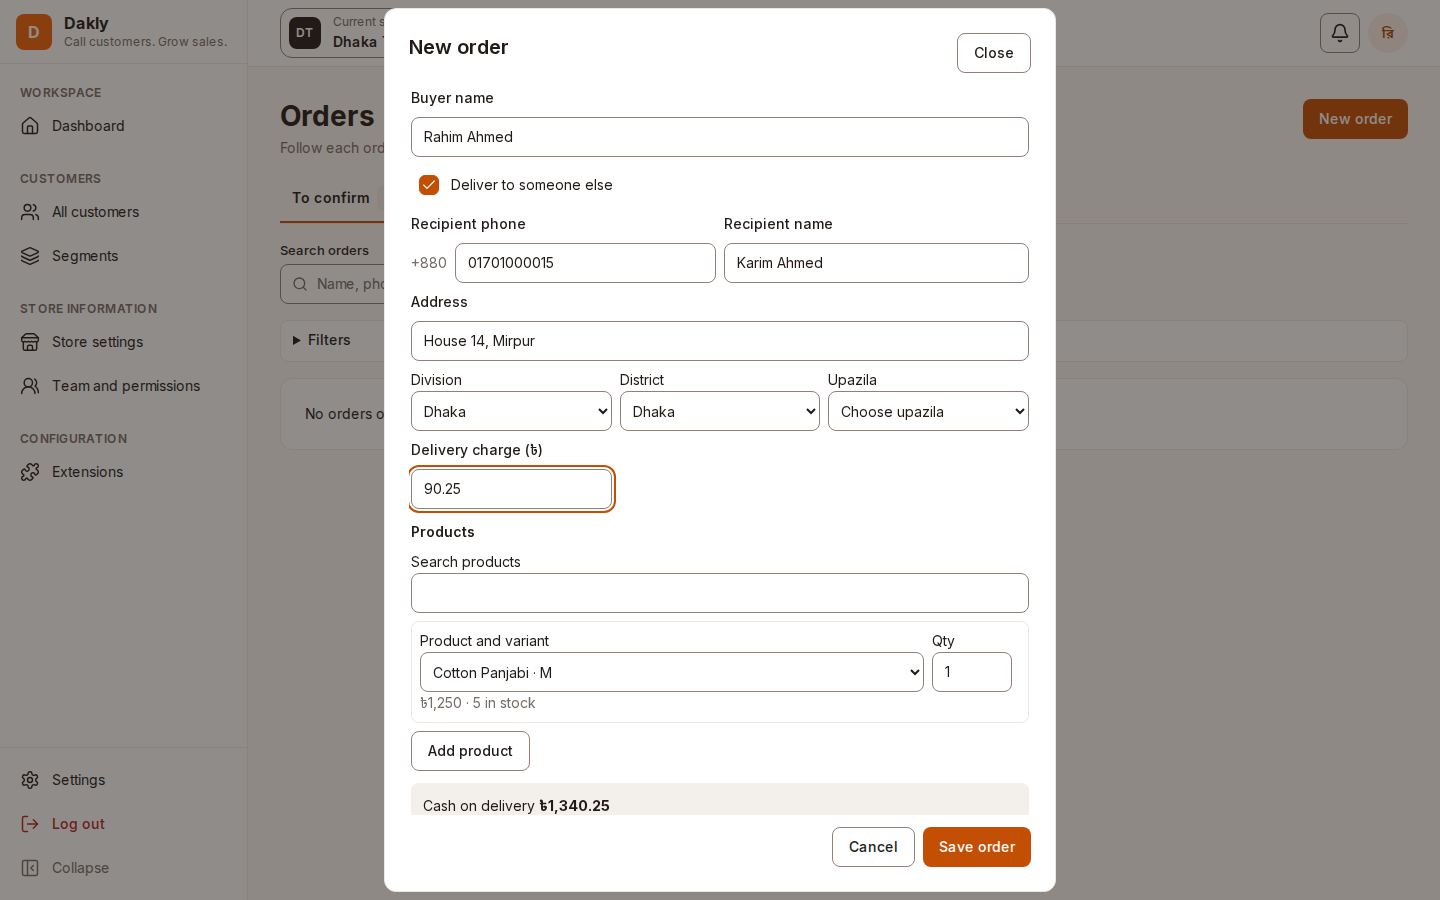 D
Dakly
Call customers. Grow sales.
WORKSPACE
Dashboard
CUSTOMERS
All customers
Segments
STORE INFORMATION
Store settings
Team and permissions
CONFIGURATION
Extensions
Settings
Log out
Collapse
DT
Current s
Dhaka
রি
Orders
Follow each ord
New order
To confirm
Search orders
Name, pho
Filters
No orders o
New order
Close
Buyer name
Rahim Ahmed
Deliver to someone else
Recipient phone
Recipient name
+880
01701000015
Karim Ahmed
Address
House 14, Mirpur
Division
District
Upazila
Dhaka
Dhaka
Choose upazila
Delivery charge (৳)
90.25
Products
Search products
Product and variant
Qty
Cotton Panjabi · M
1
৳1,250 · 5 in stock
Add product
Cash on delivery ৳1,340.25
Cancel
Save order